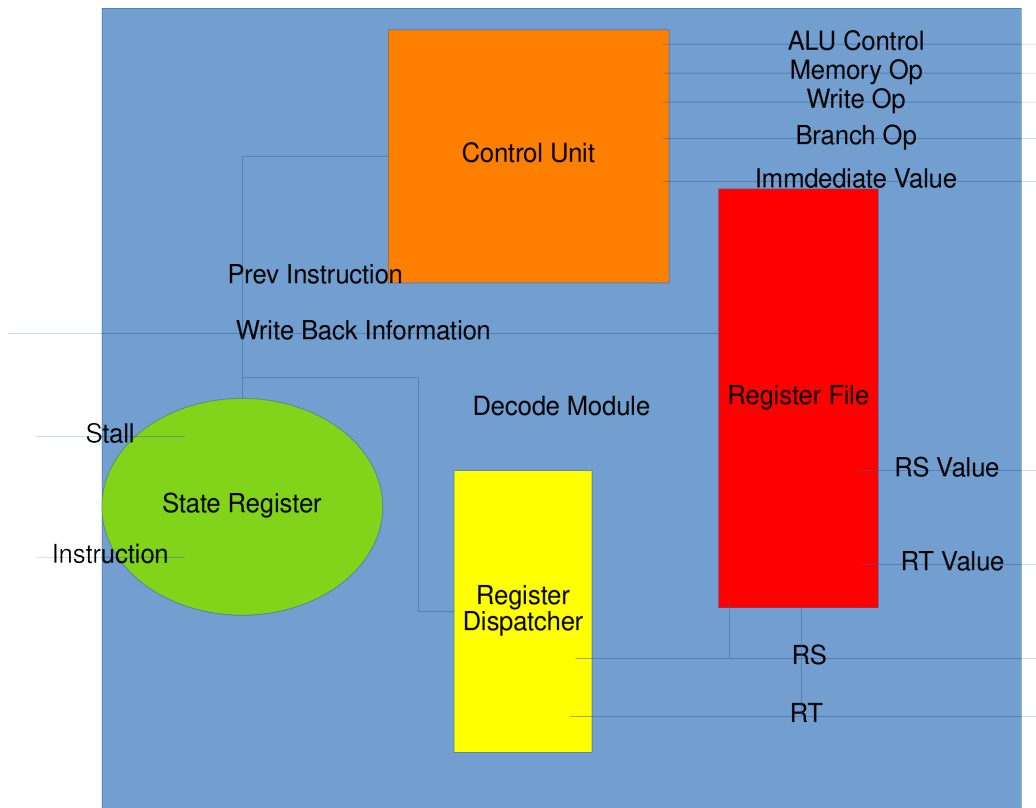 ALU Control
Memory Op
Write Op
Branch Op
Control Unit
Immdediate Value
Prev Instruction
Write Back Information
Register File
Decode Module
Stall
RS Value
State Register
Instruction
RT Value
Register
Dispatcher
RS
RT